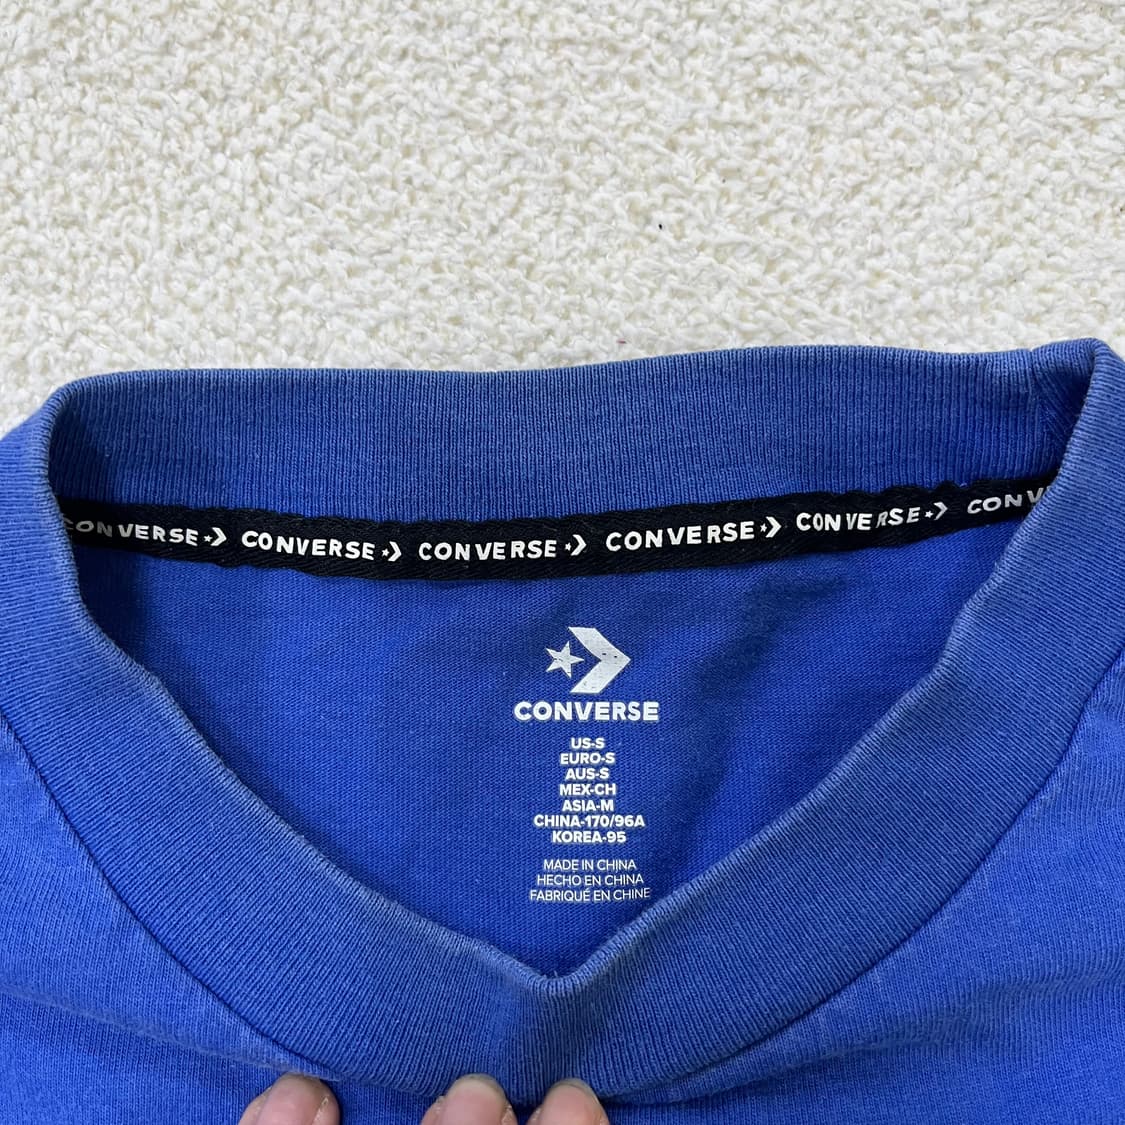 CONVERSE CONVERSE CONVERSE CONVERSE CONVERSE CONV
CONVERSE
US-S
EURO-S
AUS-S
MEX-CH
ASIA-M
CHINA-170/96A
KOREA-95
MADE IN CHINA
HECHO EN CHINA
FABRIQUÉ EN CHINE